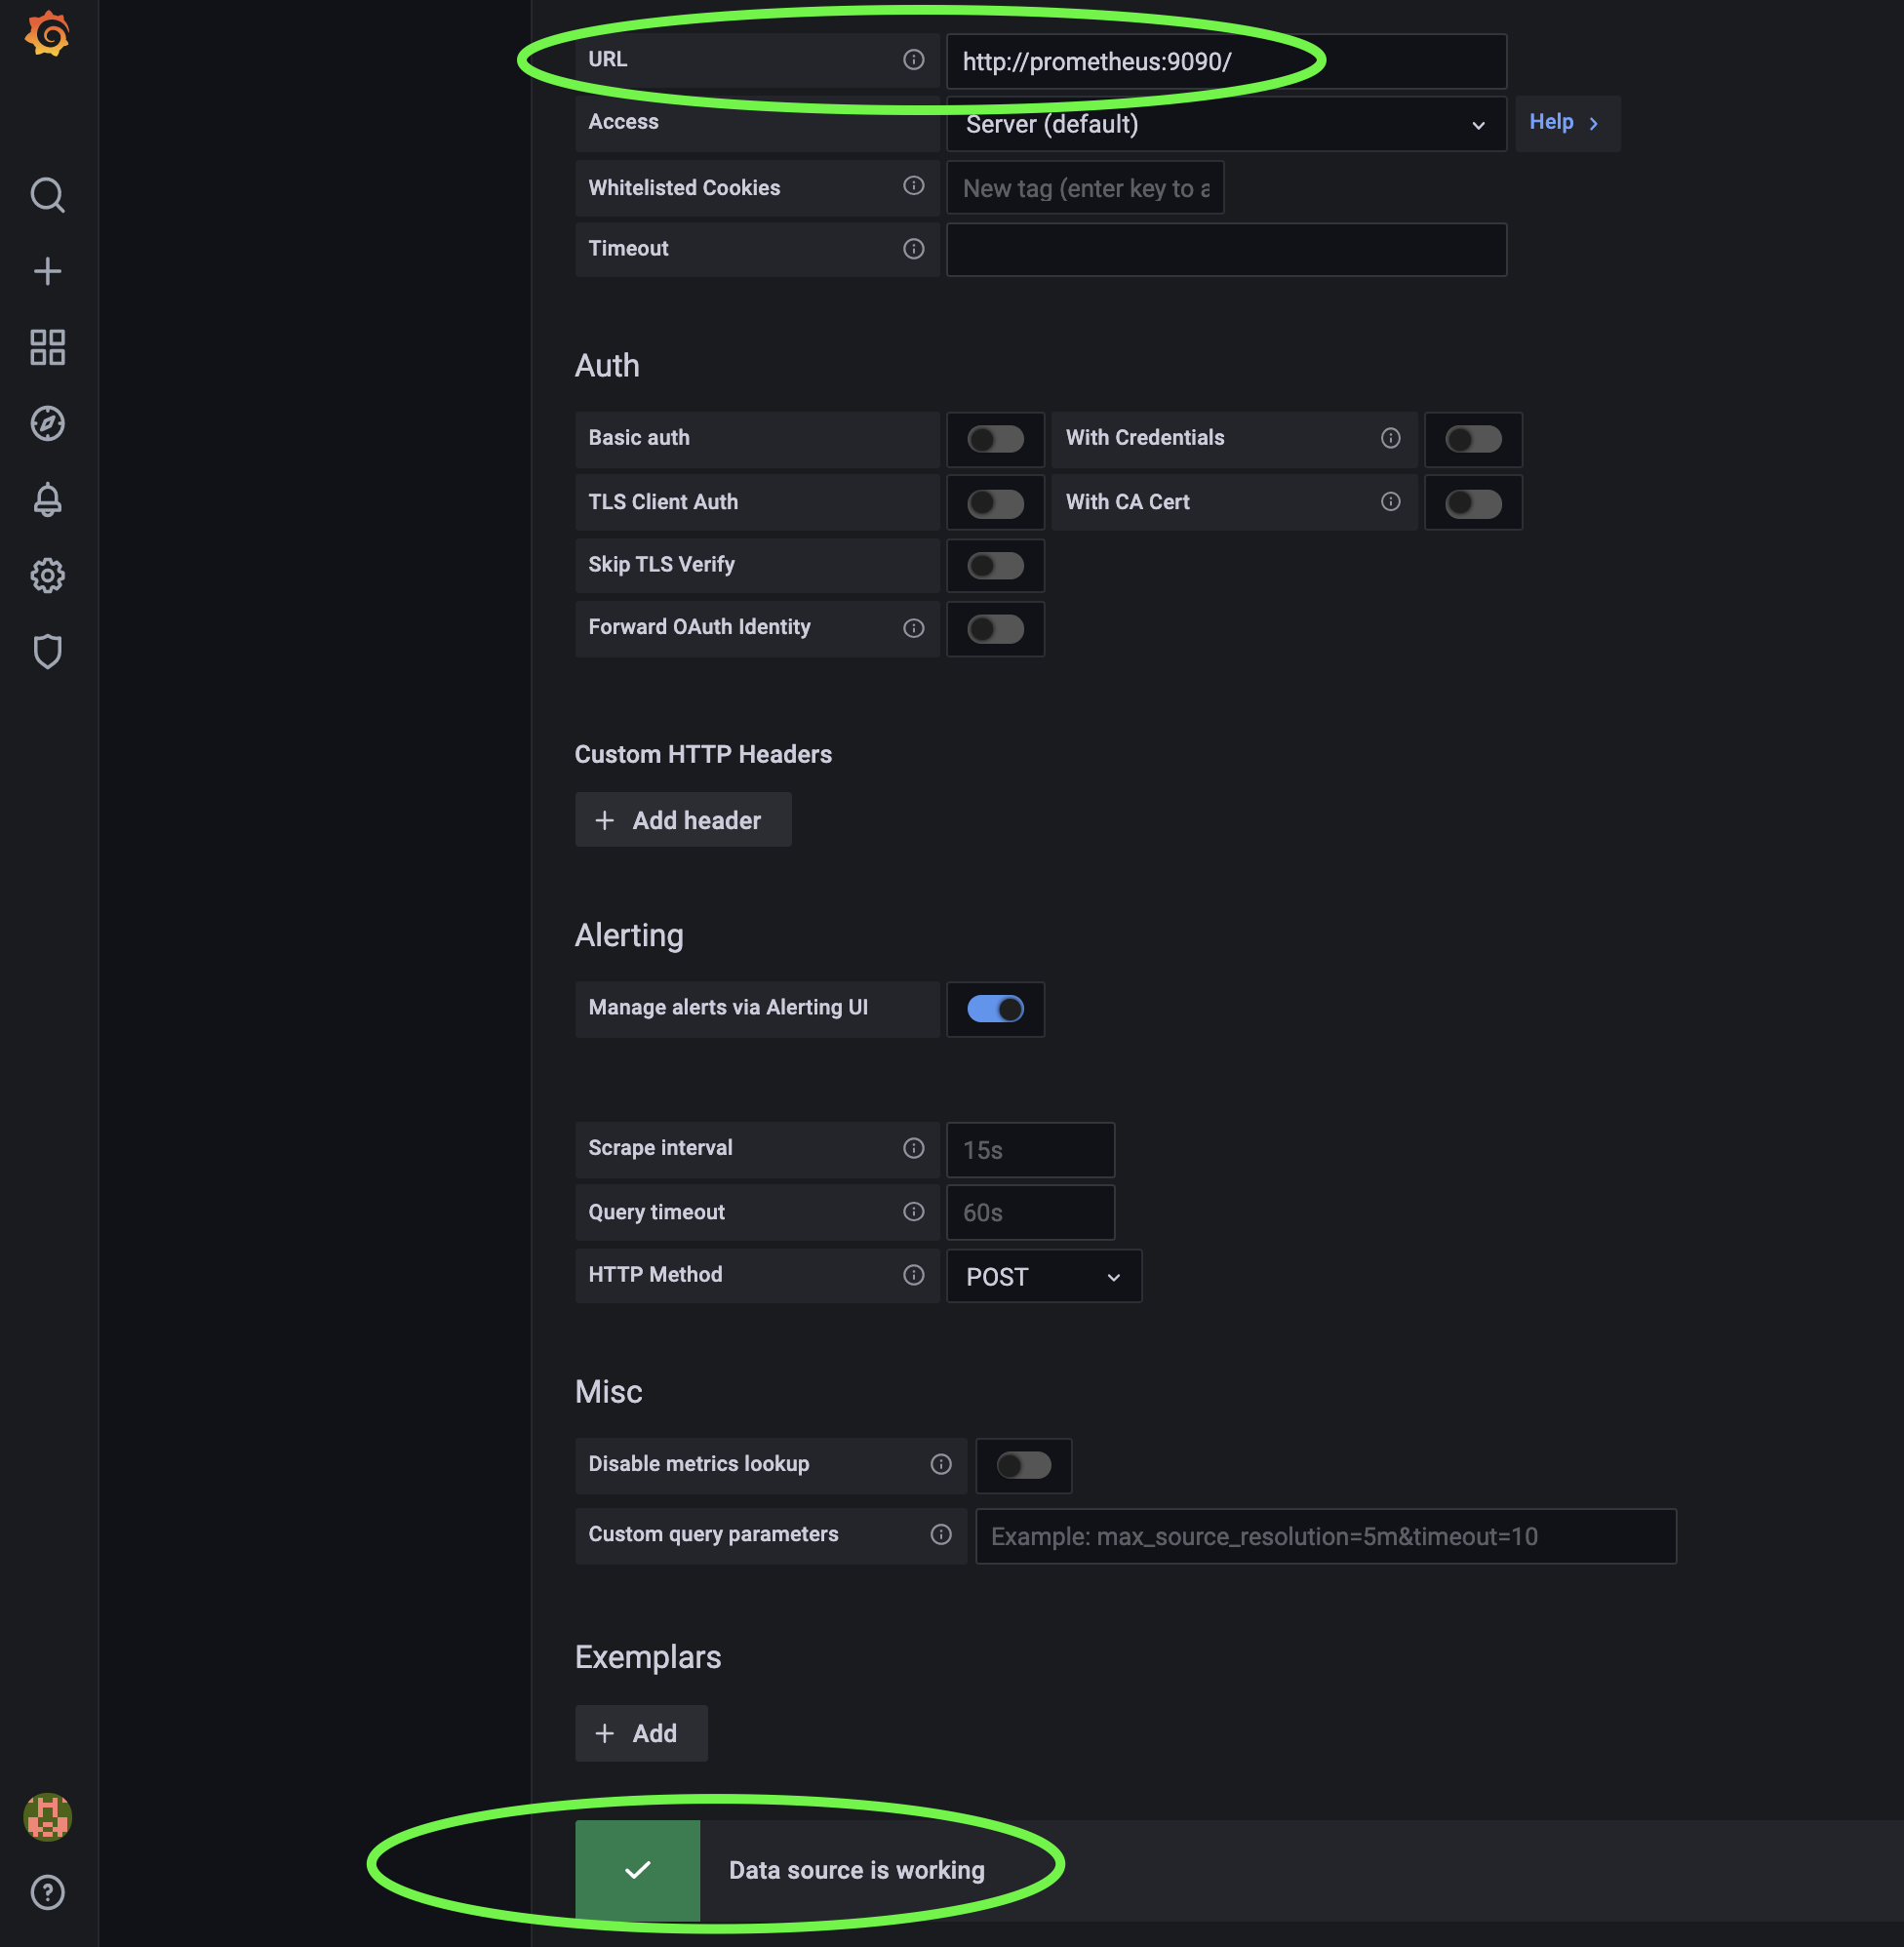 URL http://prometheus:9090/
Access Server (default) Help
Whitelisted Cookies New tag (enter key to a
Timeout
Auth
Basic auth With Credentials
TLS Client Auth With CA Cert
Skip TLS Verify
Forward OAuth Identity
Custom HTTP Headers
+ Add header
Alerting
Manage alerts via Alerting UI
Scrape interval 15s
Query timeout 60s
HTTP Method POST
Misc
Disable metrics lookup
Custom query parameters Example: max_source_resolution=5m&timeout=10
Exemplars
+ Add
Data source is working